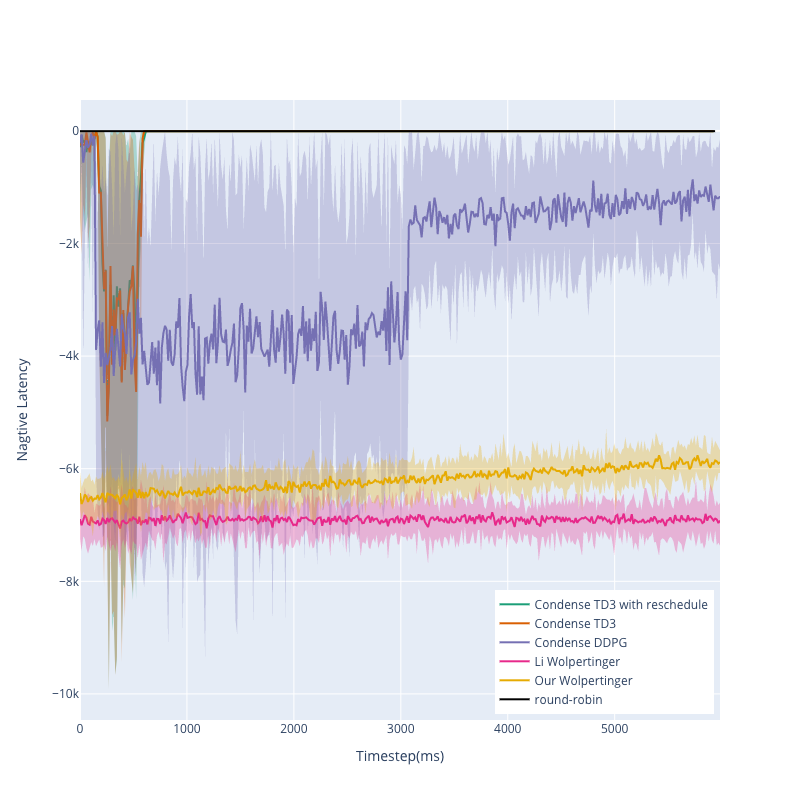 0
−2k
−4k
−6k
−8k
−10k
Nagtive Latency
0
1000
2000
3000
4000
5000
Timestep(ms)
Condense TD3 with reschedule
Condense TD3
Condense DDPG
Li Wolpertinger
Our Wolpertinger
round-robin